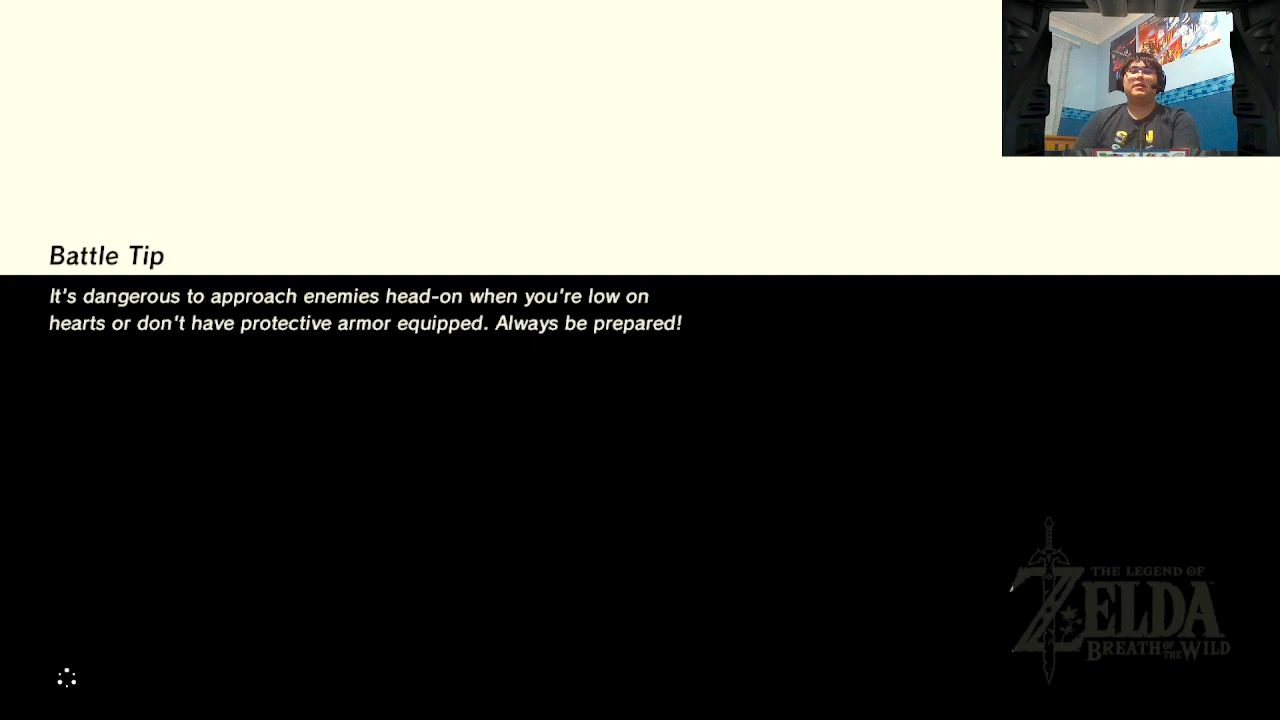 Battle Tip
It's dangerous to approach enemies head-on when you're low on
hearts or don't have protective armor equipped. Always be prepared!
THE LEGEND OF
ZELDA
BREATH OF THE WILD